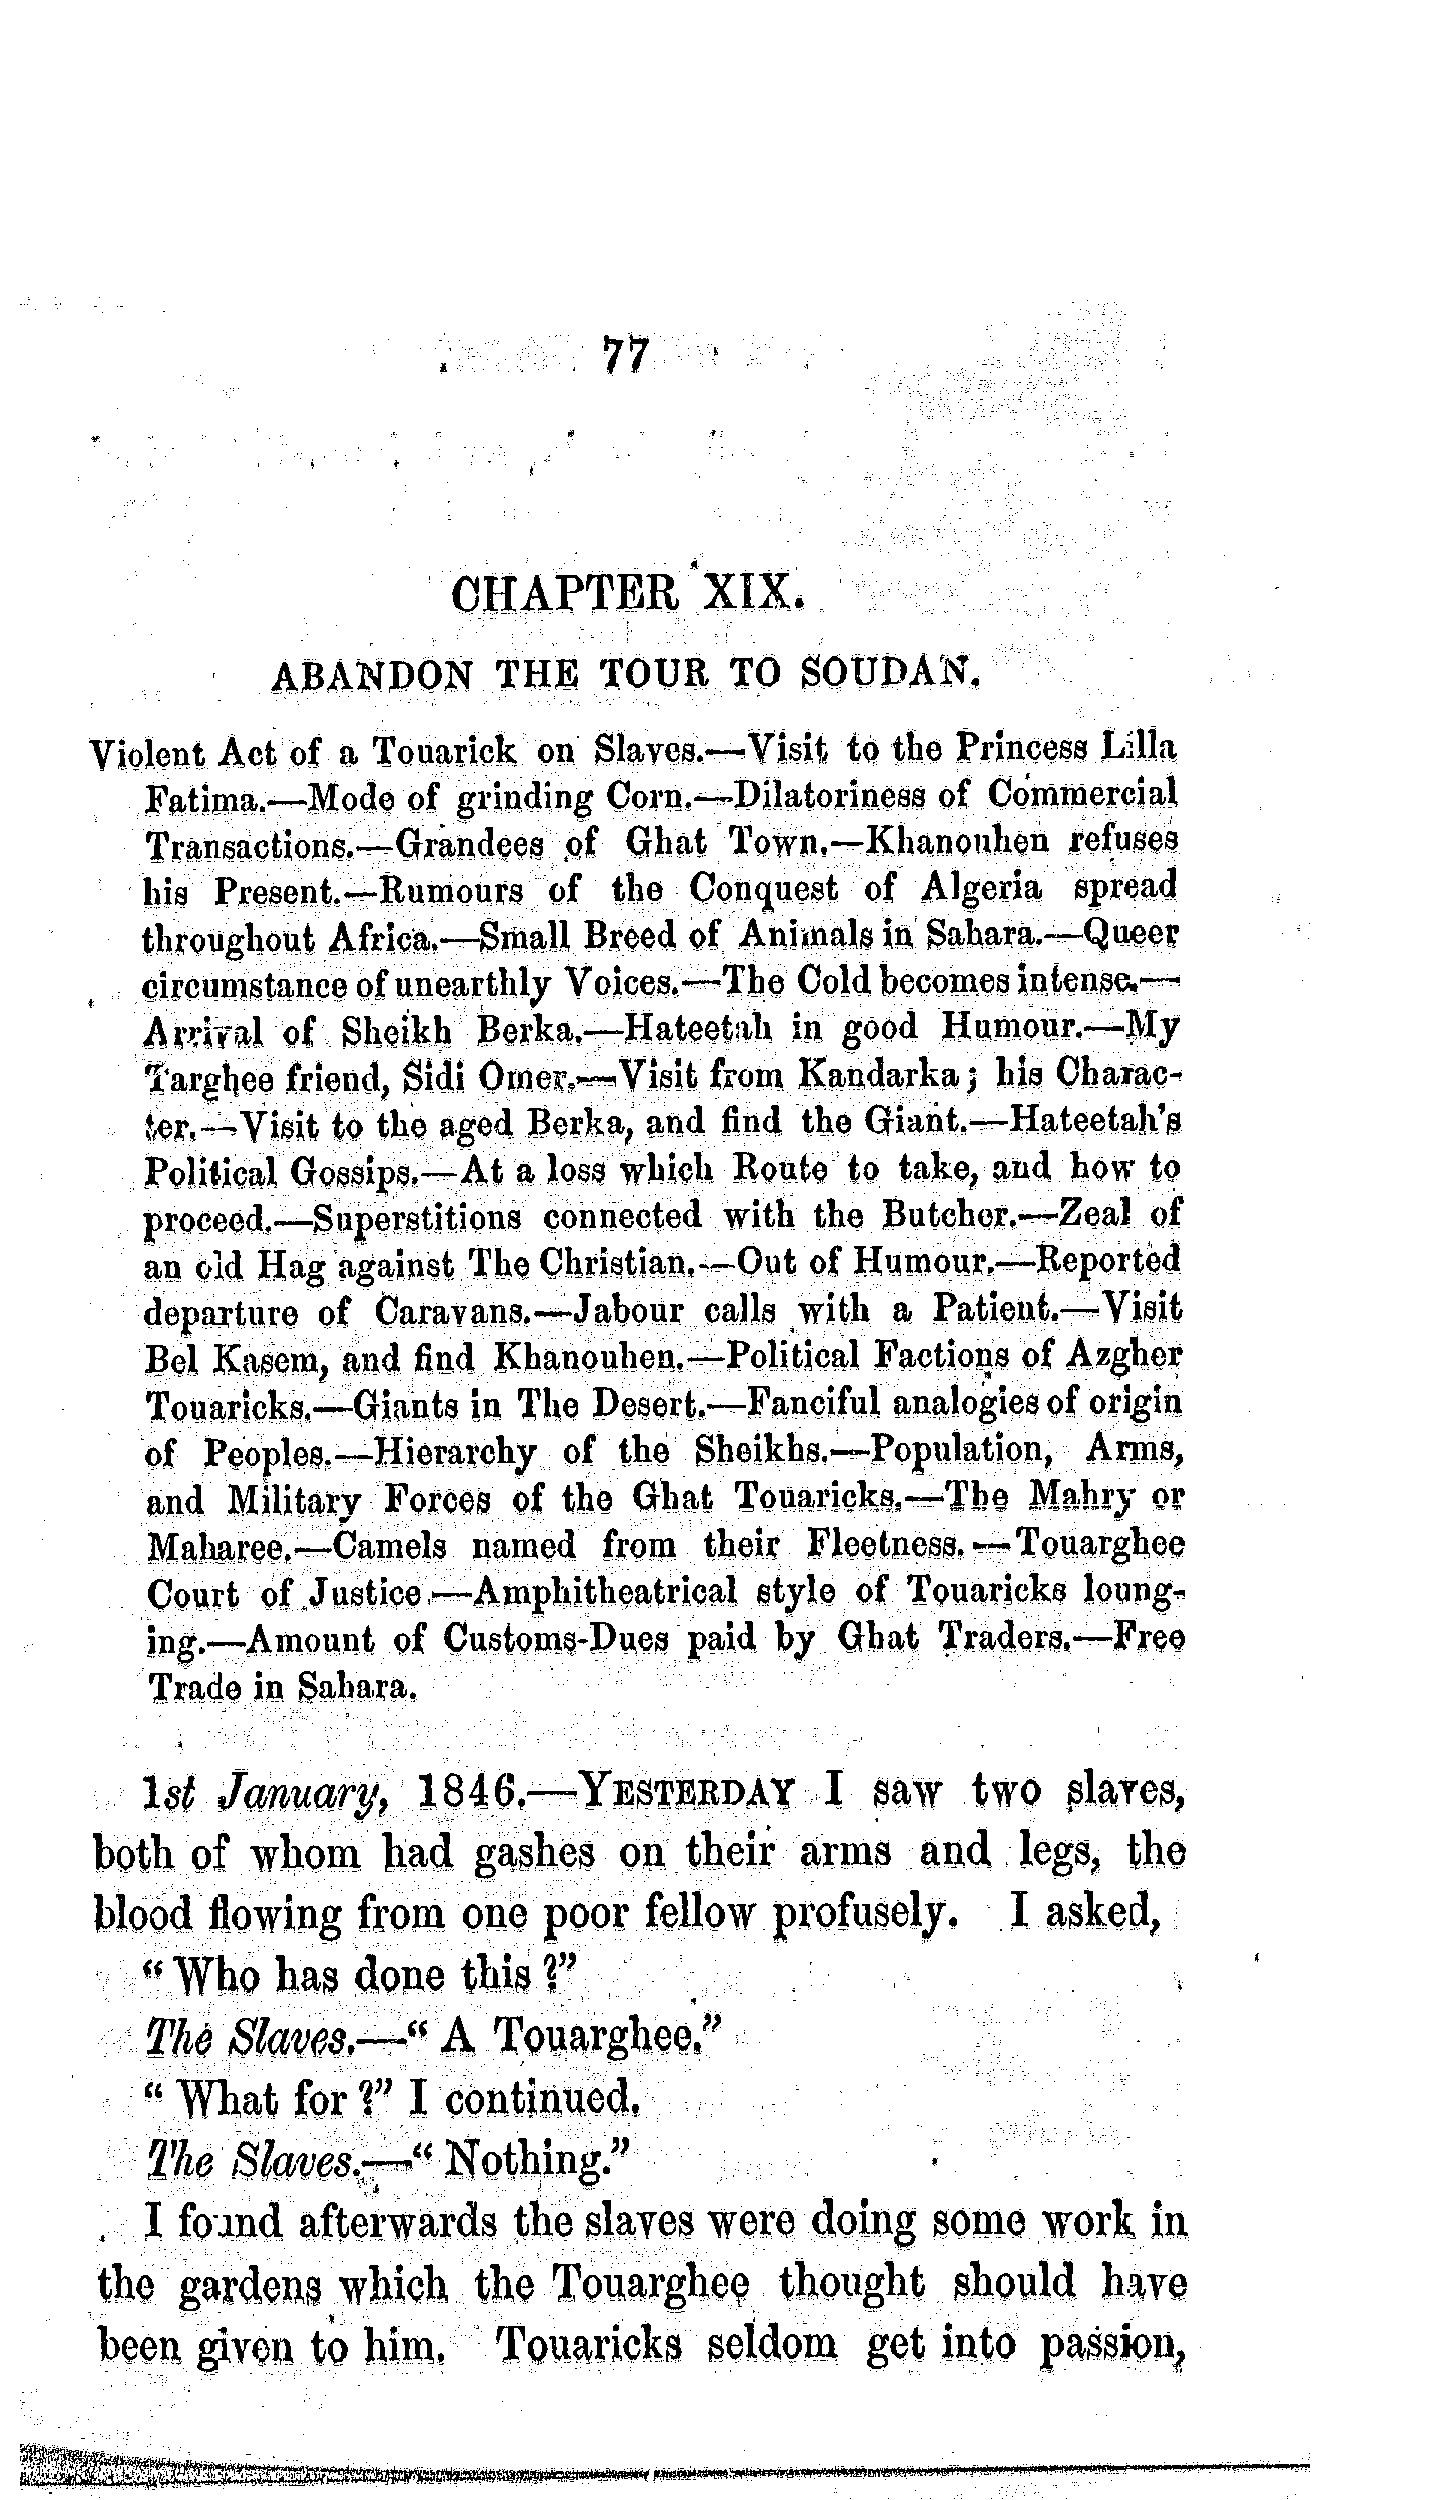 77
CHAPTER XIX.
ABANDON THE TOUR TO SOUDAN.
Violent Act of a Touarick on Slaves.—Visit to the Princess Lilla
Fatima.—Mode of grinding Corn.—Dilatoriness of Commercial
Transactions.—Grandees of Ghat Town.—Khanouhen refuses
his Present.—Rumours of the Conquest of Algeria spread
throughout Africa.—Small Breed of Animals in Sahara.—Queer
circumstance of unearthly Voices.—The Cold becomes intense.—
Arrival of Sheikh Berka.—Hateetah in good Humour.—My
Targhee friend, Sidi Omer.—Visit from Kandarka; his Charac-
ter.—Visit to the aged Berka, and find the Giant.—Hateetah's
Political Gossips.—At a loss which Route to take, and how to
proceed.—Superstitions connected with the Butcher.—Zeal of
an old Hag against The Christian.—Out of Humour.—Reported
departure of Caravans.—Jabour calls with a Patient.—Visit
Bel Kasem, and find Khanouhen.—Political Factions of Azgher
Touaricks.—Giants in The Desert.—Fanciful analogies of origin
of Peoples.—Hierarchy of the Sheikhs.—Population, Arms,
and Military Forces of the Ghat Touaricks.—The Mahry or
Maharee.—Camels named from their Fleetness.—Touarghee
Court of Justice.—Amphitheatrical style of Touaricks loung-
ing.—Amount of Customs-Dues paid by Ghat Traders.—Free
Trade in Sahara.
1st January, 1846.—YESTERDAY I saw two slaves,
both of whom had gashes on their arms and legs, the
blood flowing from one poor fellow profusely. I asked,
"Who has done this?"
The Slaves.—"A Touarghee."
"What for?" I continued.
The Slaves.—"Nothing."
I found afterwards the slaves were doing some work in
the gardens which the Touarghee thought should have
been given to him. Touaricks seldom get into passion,